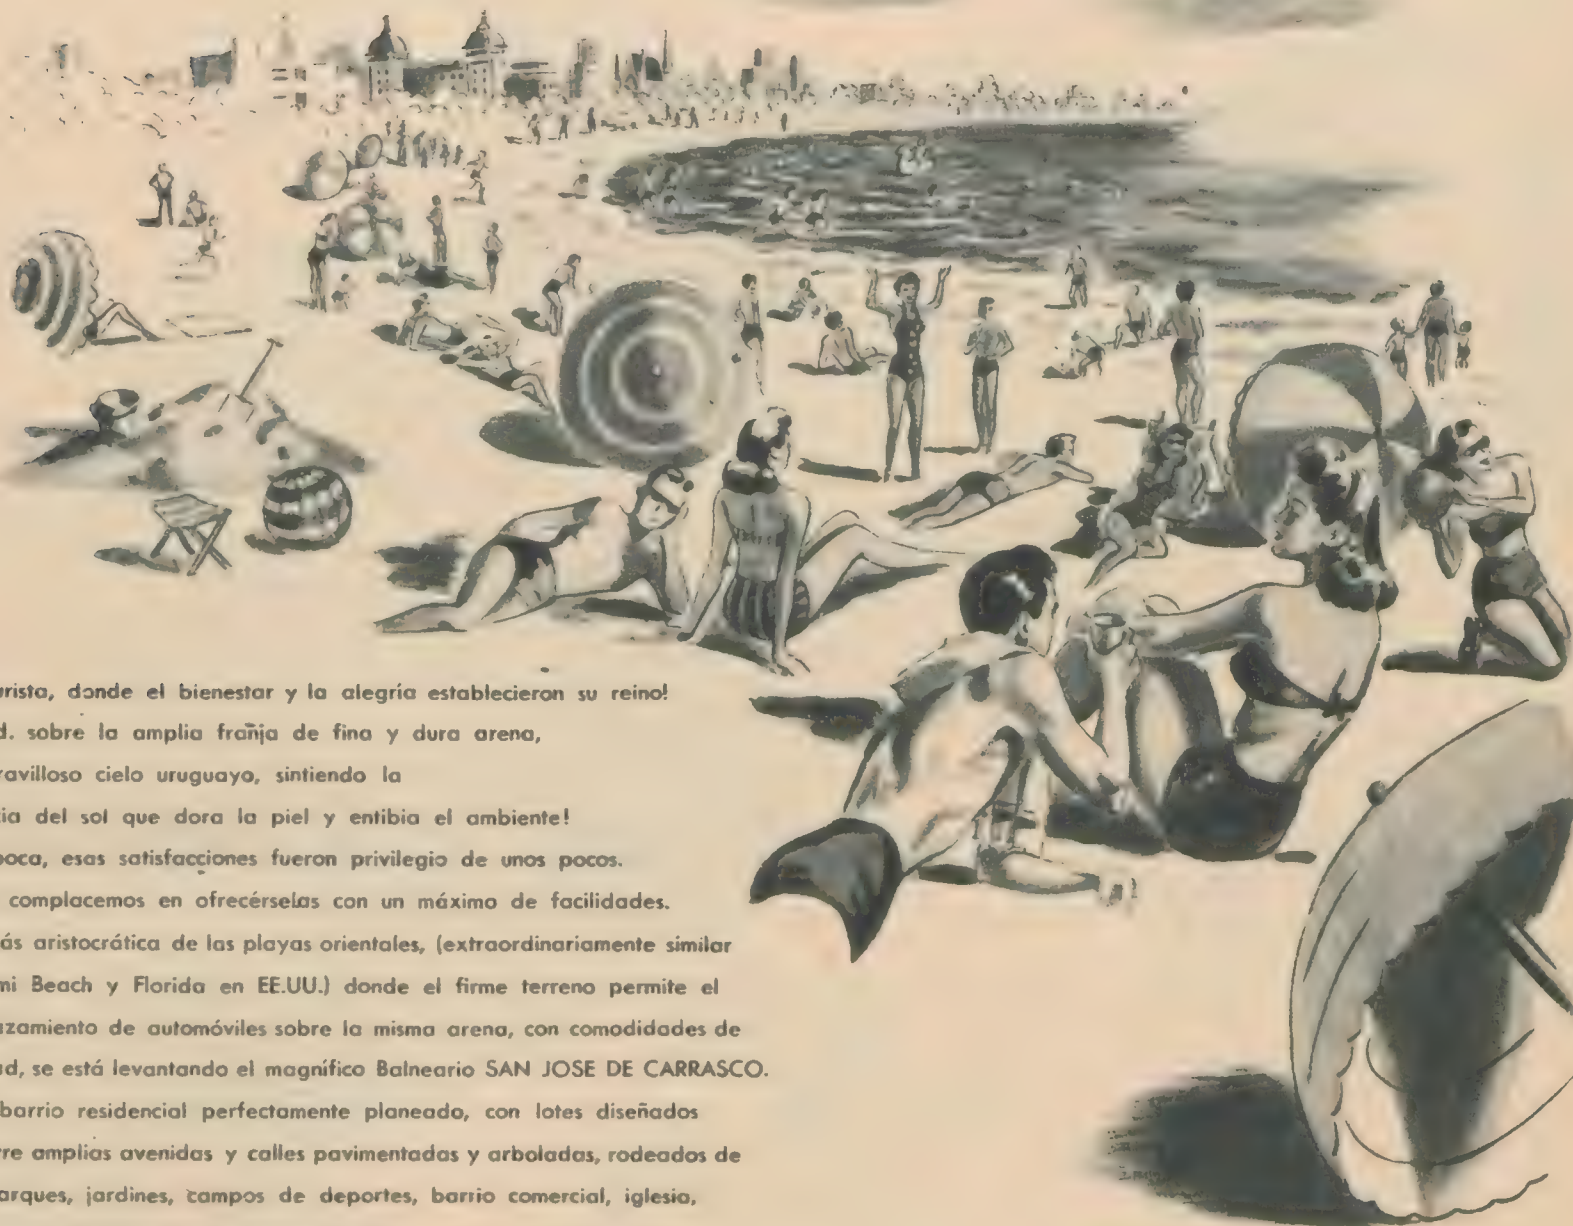 urista, donde el bienestar y la alegría establecieron su reino!
d. sobre la amplia franja de fina y dura arena,
ravilloso cielo uruguayo, sintiendo la
cia del sol que dora la piel y entibia el ambiente!
poca, esas satisfacciones fueron privilegio de unos pocos.
complacemos en ofrecérselas con un máximo de facilidades.
ás aristocrática de las playas orientales, (extraordinariamente similar
mi Beach y Florida en EE.UU.) donde el firme terreno permite el
azamiento de automóviles sobre la misma arena, con comodidades de
ad, se está levantando el magnífico Balneario SAN JOSE DE CARRASCO.
barrio residencial perfectamente planeado, con lotes diseñados
re amplias avenidas y calles pavimentadas y arboladas, rodeados de
arques, jardines, campos de deportes, barrio comercial, iglesia,